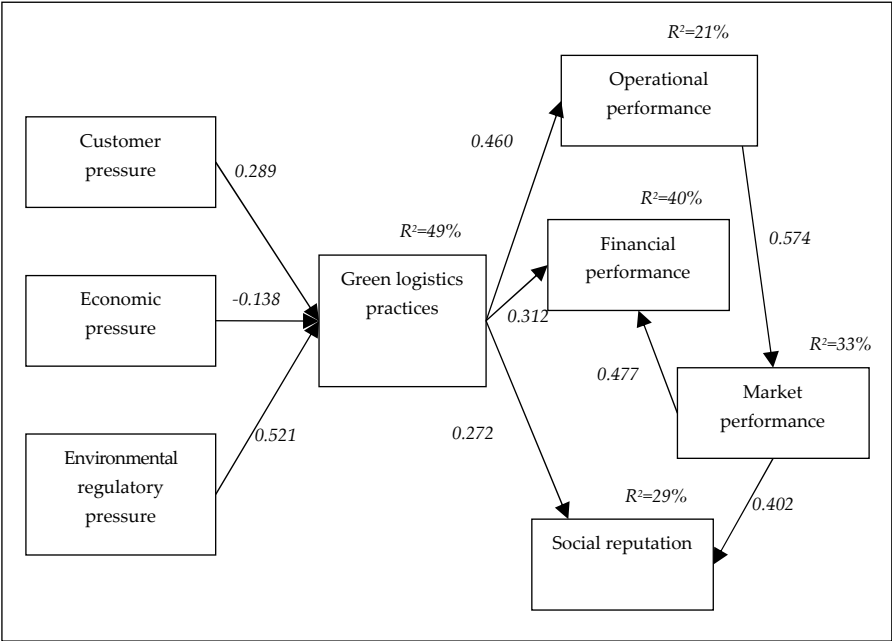 R²=21%
Operational
performance
Customer
pressure
0.289
0.460
R²=40%
Financial
performance
0.574
R²=49%
Green logistics
practices
Economic
pressure
-0.138
0.312
R²=33%
Market
performance
0.477
0.521
0.272
Environmental
regulatory
pressure
R²=29%
0.402
Social reputation